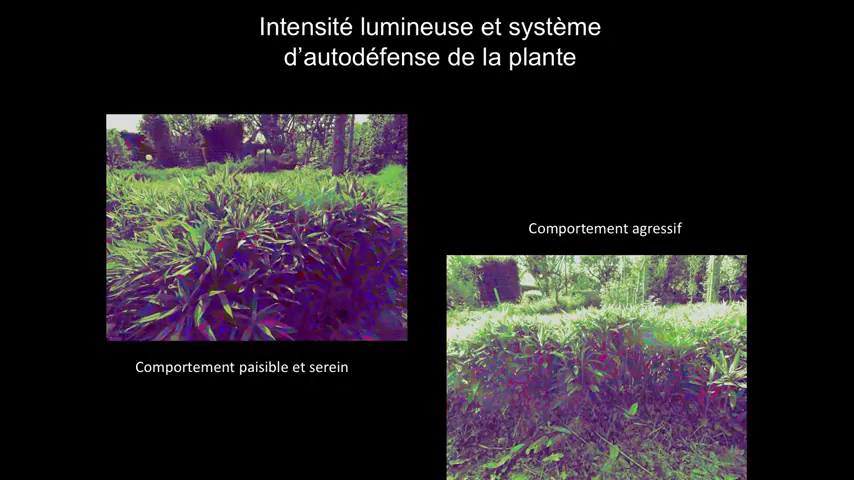 Intensité lumineuse et système
d’autodéfense de la plante
Comportement agressif
Comportement paisible et serein